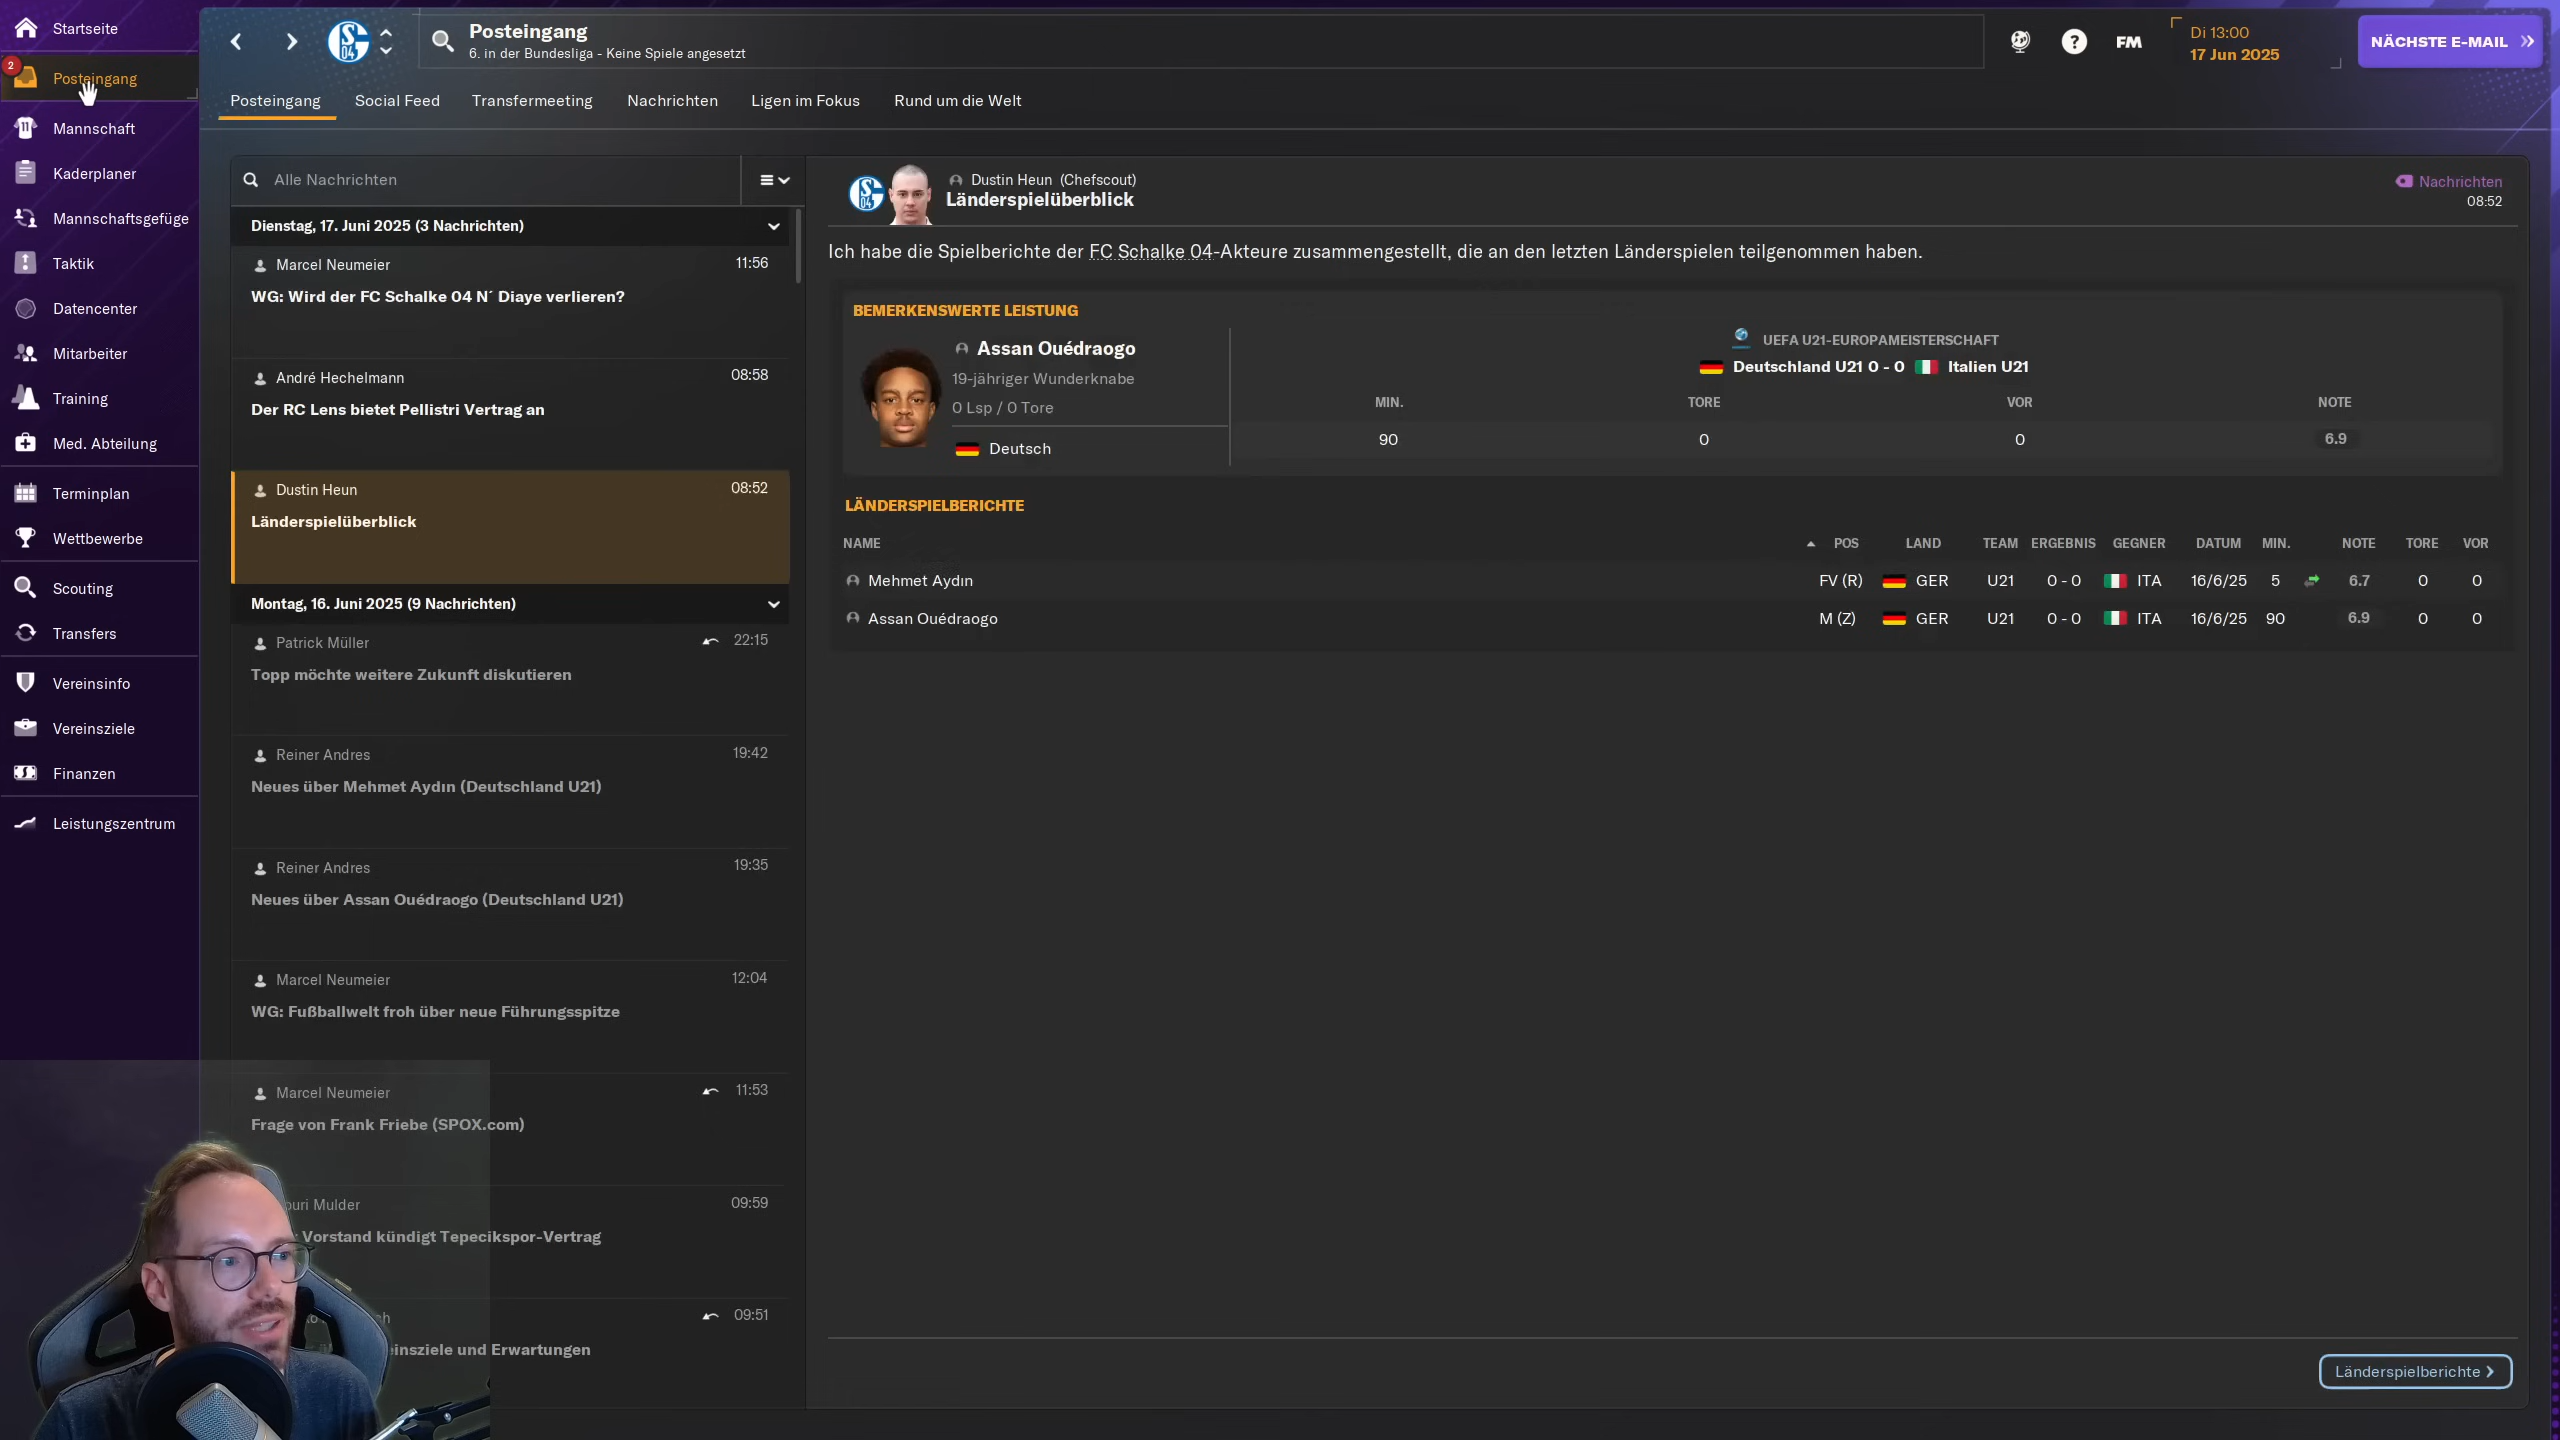 Startseite
2
Posteingang
Mannschaft
Kaderplaner
Mannschaftsgefüge
Taktik
Datencenter
Mitarbeiter
Training
Med. Abteilung
Terminplan
Wettbewerbe
Scouting
Transfers
Vereinsinfo
Vereinsziele
Finanzen
Leistungszentrum
Posteingang
6. in der Bundesliga - Keine Spiele angesetzt
FM
Di 13:00
17 Jun 2025
NÄCHSTE E-MAIL
Posteingang Social Feed Transfermeeting Nachrichten Ligen im Fokus Rund um die Welt
Alle Nachrichten
Dienstag, 17. Juni 2025 (3 Nachrichten)
Marcel Neumeier 11:56
WG: Wird der FC Schalke 04 N´ Diaye verlieren?
André Hechelmann 08:58
Der RC Lens bietet Pellistri Vertrag an
Dustin Heun 08:52
Länderspielüberblick
Montag, 16. Juni 2025 (9 Nachrichten)
Patrick Müller 22:15
Topp möchte weitere Zukunft diskutieren
Reiner Andres 19:42
Neues über Mehmet Aydın (Deutschland U21)
Reiner Andres 19:35
Neues über Assan Ouédraogo (Deutschland U21)
Marcel Neumeier 12:04
WG: Fußballwelt froh über neue Führungsspitze
Marcel Neumeier 11:53
Frage von Frank Friebe (SPOX.com)
ouri Mulder 09:59
Vorstand kündigt Tepecikspor-Vertrag
09:51
einsziele und Erwartungen
Dustin Heun (Chefscout)
Länderspielüberblick
Nachrichten
08:52
Ich habe die Spielberichte der FC Schalke 04-Akteure zusammengestellt, die an den letzten Länderspielen teilgenommen haben.
BEMERKENSWERTE LEISTUNG
Assan Ouédraogo
19-jähriger Wunderknabe
0 Lsp / 0 Tore
Deutsch
UEFA U21-EUROPAMEISTERSCHAFT
Deutschland U21 0 - 0 Italien U21
MIN. TORE VOR NOTE
90 0 0 6.9
LÄNDERSPIELBERICHTE
NAME POS LAND TEAM ERGEBNIS GEGNER DATUM MIN. NOTE TORE VOR
Mehmet Aydın FV (R) GER U21 0 - 0 ITA 16/6/25 5 6.7 0 0
Assan Ouédraogo M (Z) GER U21 0 - 0 ITA 16/6/25 90 6.9 0 0
Länderspielberichte